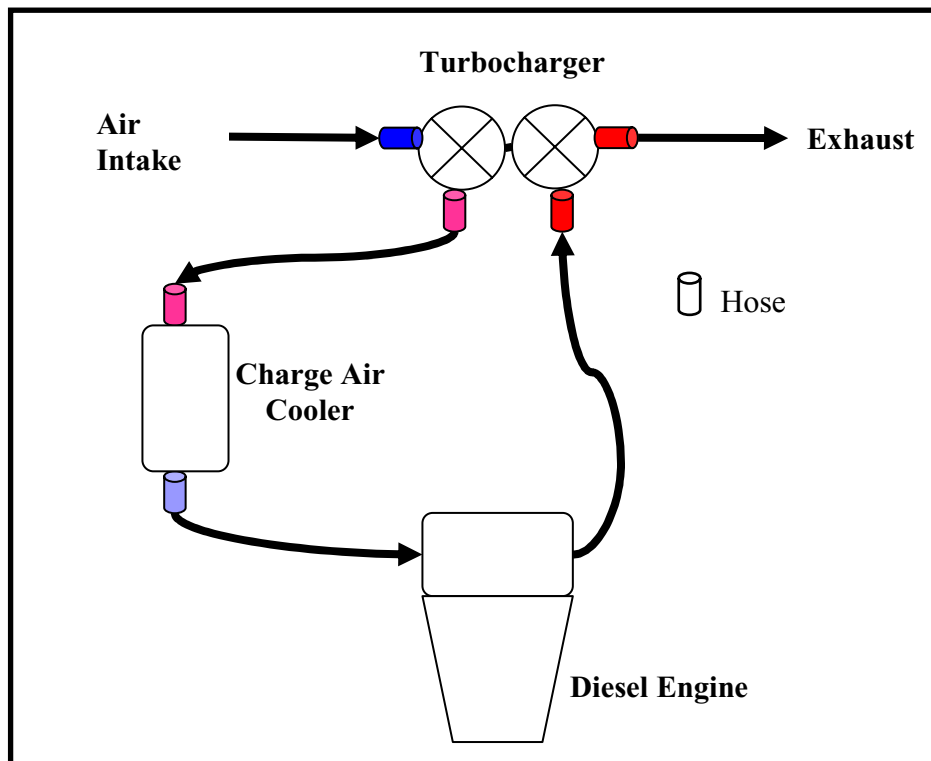 Turbocharger
Air
Intake
Exhaust
Hose
Charge Air
Cooler
Diesel Engine